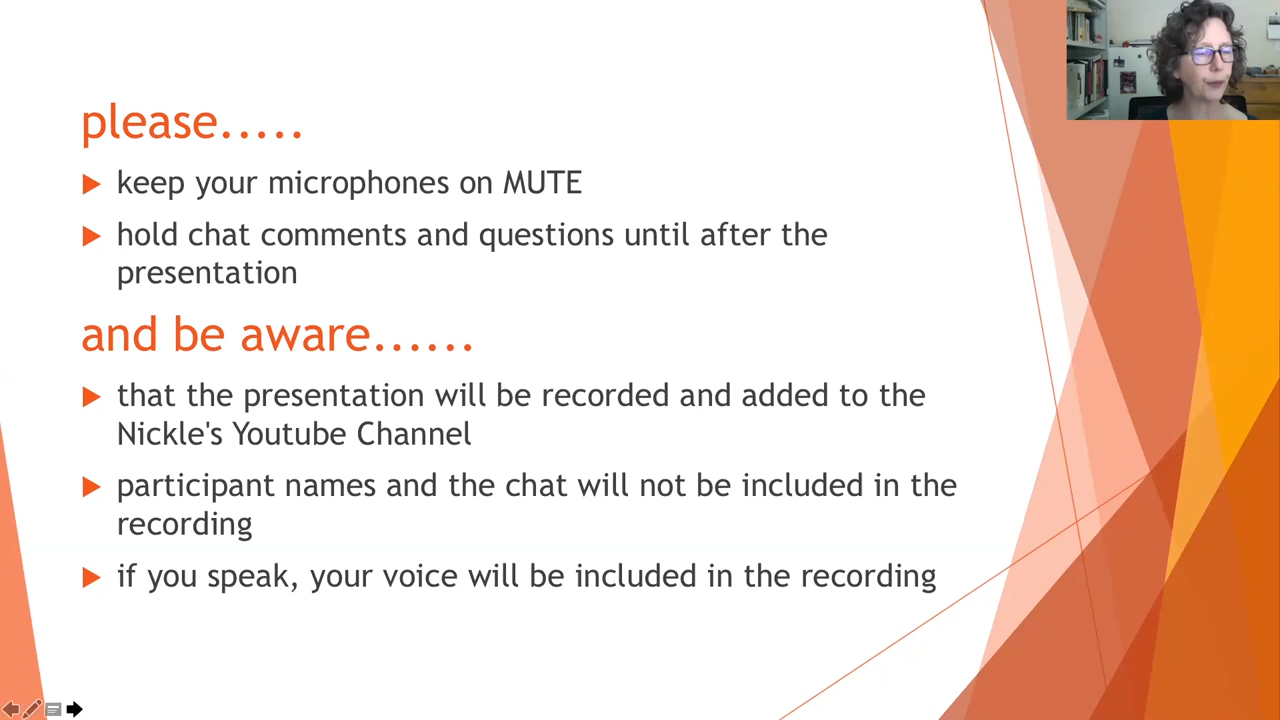 please.....
keep your microphones on MUTE
hold chat comments and questions until after the
presentation
and be aware......
that the presentation will be recorded and added to the
Nickle's Youtube Channel
participant names and the chat will not be included in the
recording
if you speak, your voice will be included in the recording